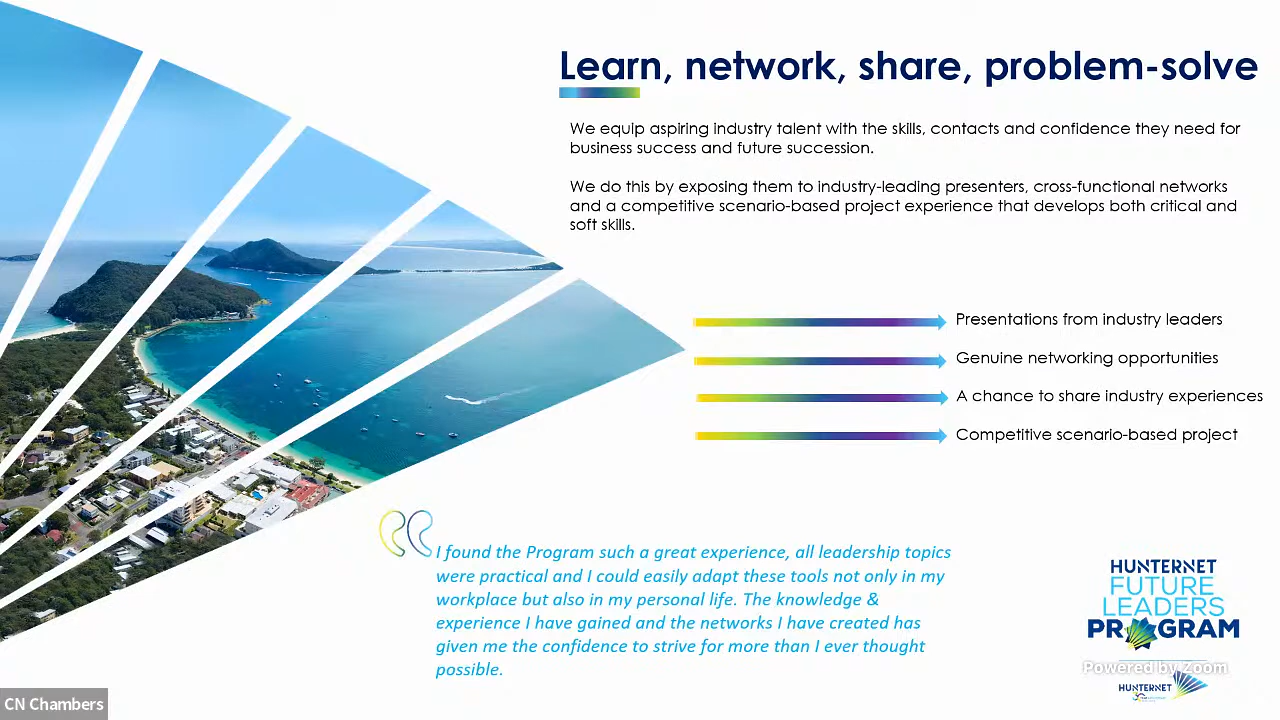 Learn, network, share, problem-solve
We equip aspiring industry talent with the skills, contacts and confidence they need for
business success and future succession.
We do this by exposing them to industry-leading presenters, cross-functional networks
and a competitive scenario-based project experience that develops both critical and
soft skills.
Presentations from industry leaders
Genuine networking opportunities
A chance to share industry experiences
Competitive scenario-based project
I found the Program such a great experience, all leadership topics
were practical and I could easily adapt these tools not only in my
workplace but also in my personal life. The knowledge &
experience I have gained and the networks I have created has
given me the confidence to strive for more than I ever thought
possible.
HUNTERNET
FUTURE
LEADERS
PROGRAM
Powered by Zoom
HUNTERNET
CN Chambers